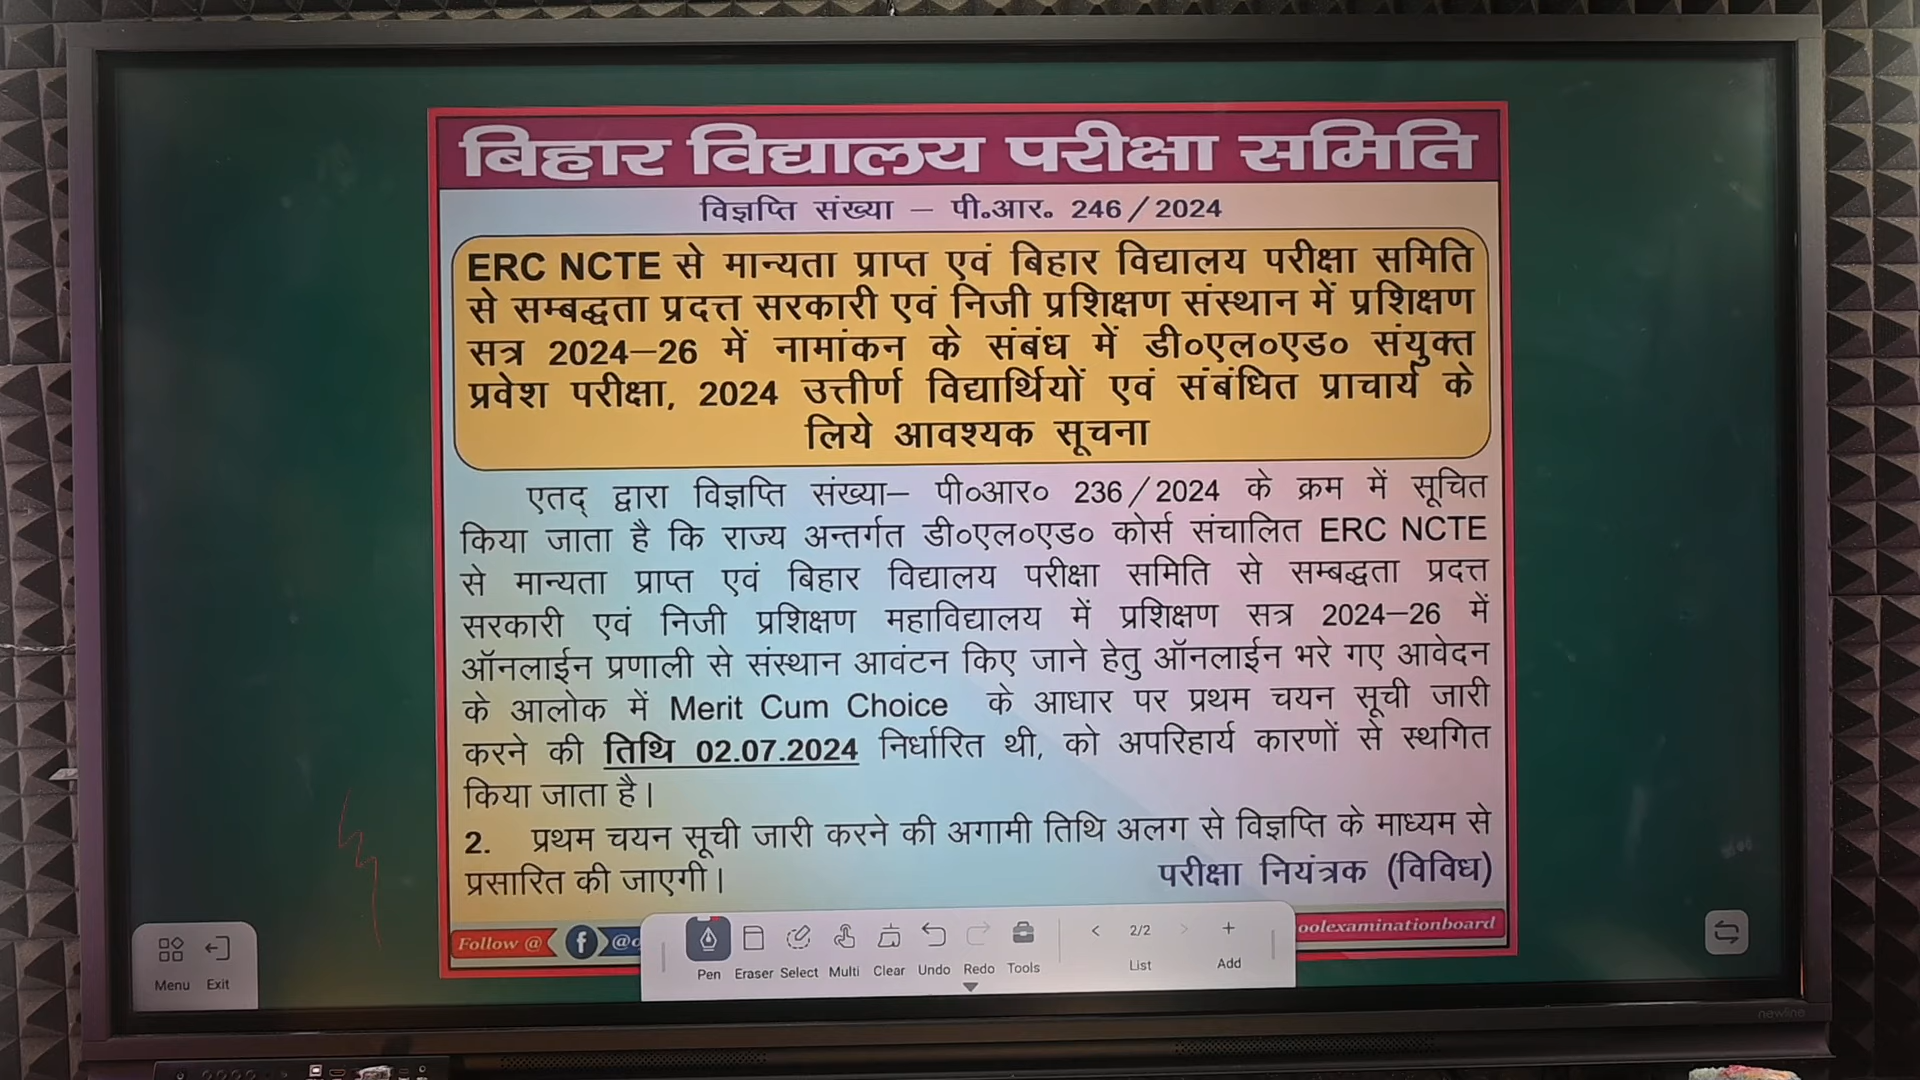 बिहार विद्यालय परीक्षा समिति
विज्ञप्ति संख्या – पी०आर० 246 / 2024
ERC NCTE से मान्यता प्राप्त एवं बिहार विद्यालय परीक्षा समिति
से सम्बद्धता प्रदत्त सरकारी एवं निजी प्रशिक्षण संस्थान में प्रशिक्षण
सत्र 2024–26 में नामांकन के संबंध में डी०एल०एड० संयुक्त
प्रवेश परीक्षा, 2024 उत्तीर्ण विद्यार्थियों एवं संबंधित प्राचार्य के
लिये आवश्यक सूचना
एतद् द्वारा विज्ञप्ति संख्या– पी०आर० 236 / 2024 के क्रम में सूचित
किया जाता है कि राज्य अन्तर्गत डी०एल०एड० कोर्स संचालित ERC NCTE
से मान्यता प्राप्त एवं बिहार विद्यालय परीक्षा समिति से सम्बद्धता प्रदत्त
सरकारी एवं निजी प्रशिक्षण महाविद्यालय में प्रशिक्षण सत्र 2024–26 में
ऑनलाईन प्रणाली से संस्थान आवंटन किए जाने हेतु ऑनलाईन भरे गए आवेदन
के आलोक में Merit Cum Choice के आधार पर प्रथम चयन सूची जारी
करने की तिथि 02.07.2024 निर्धारित थी, को अपरिहार्य कारणों से स्थगित
किया जाता है।
2. प्रथम चयन सूची जारी करने की अगामी तिथि अलग से विज्ञप्ति के माध्यम से
प्रसारित की जाएगी।
परीक्षा नियंत्रक (विविध)
Follow @ f oolexaminationboard
Menu Exit
Pen Eraser Select Multi Clear Undo Redo Tools
2/2
List
Add
newline